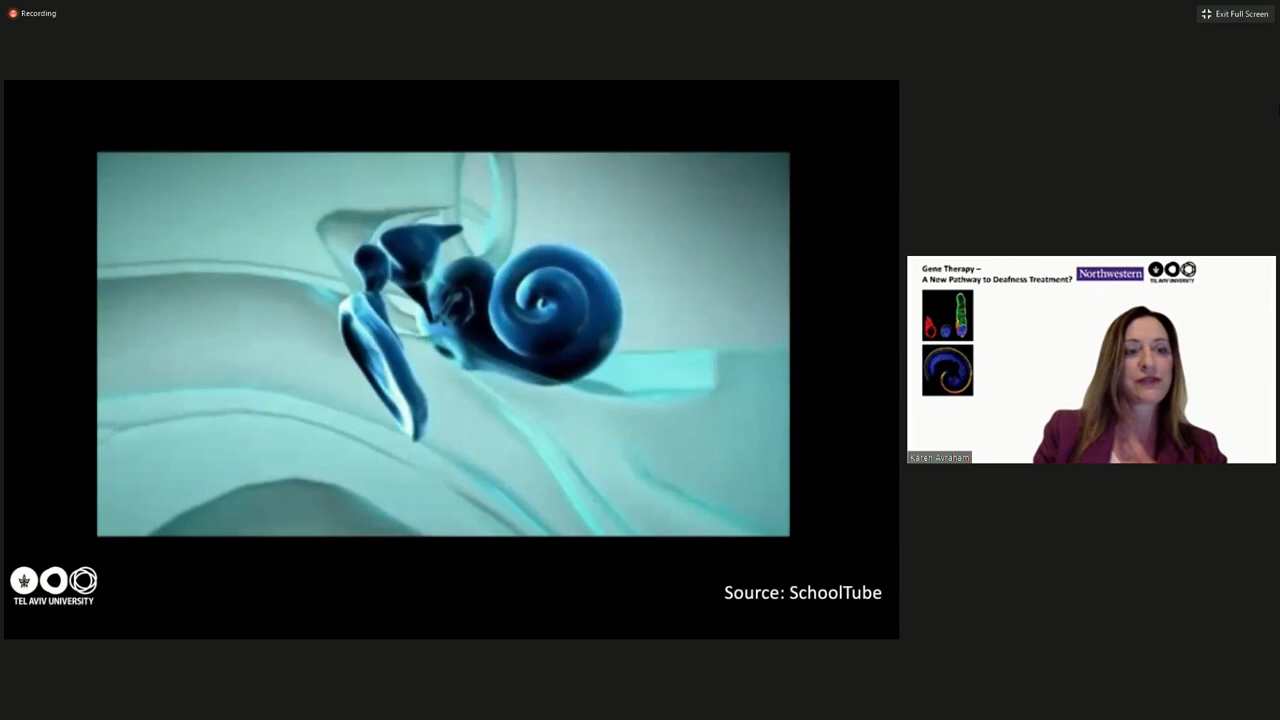 Recording
Exit Full Screen
Gene Therapy –
A New Pathway to Deafness Treatment?
Northwestern
TEL AVIV UNIVERSITY
Karen Avraham
TEL AVIV UNIVERSITY
Source: SchoolTube